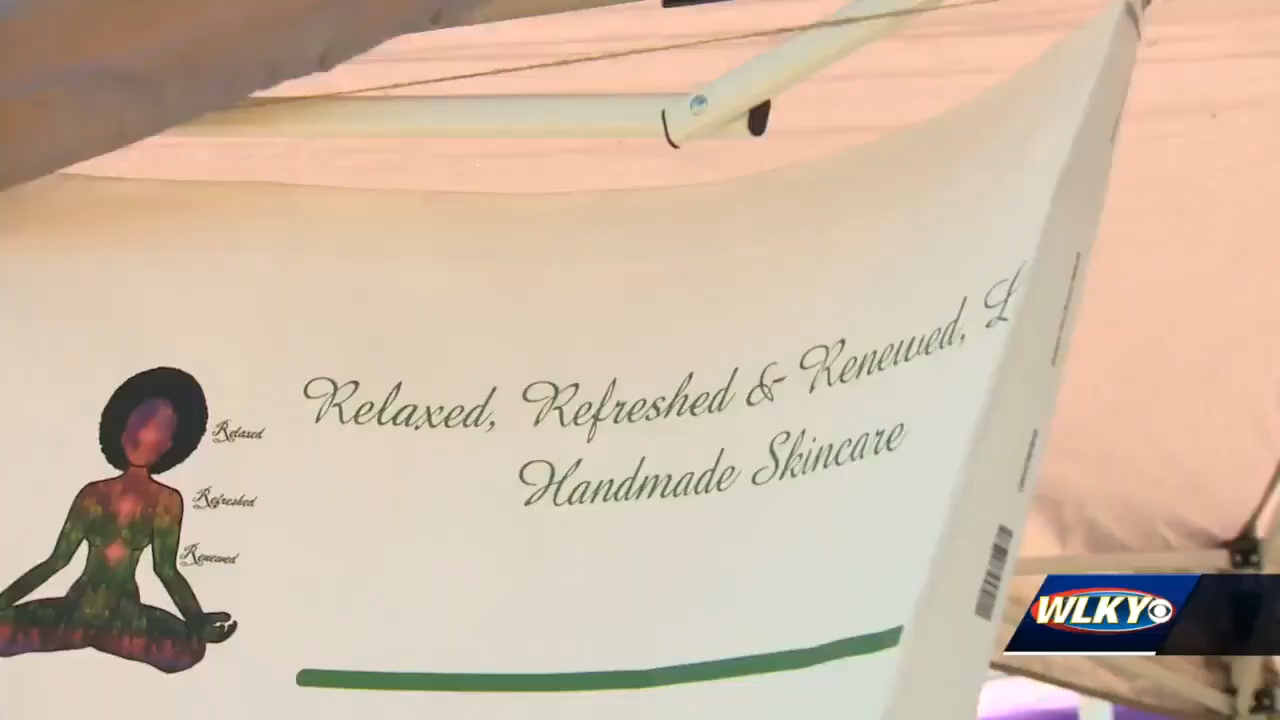 Relaxed, Refreshed & Renewed, L
Handmade Skincare
Relaxed
Refreshed
Renewed
WLKY